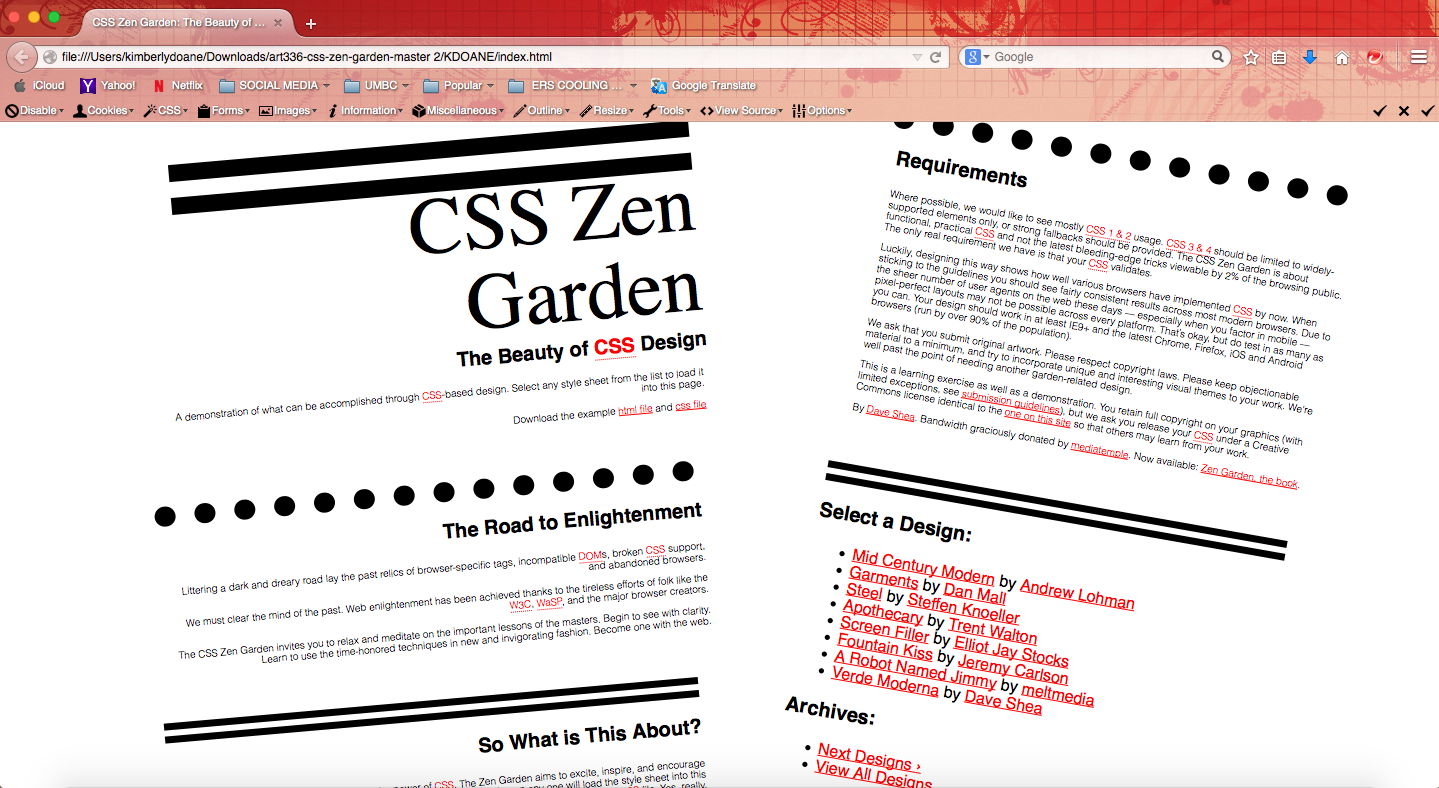 CSS Zen Garden: The Beauty of ...
file:///Users/kimberlydoane/Downloads/art336-css-zen-garden-master 2/KDOANE/index.html
Google
iCloud Yahoo! Netflix SOCIAL MEDIA UMBC Popular ERS COOLING ... Google Translate
Disable Cookies CSS Forms Images Information Miscellaneous Outline Resize Tools View Source Options
CSS Zen
Garden
The Beauty of CSS Design
A demonstration of what can be accomplished through CSS-based design. Select any style sheet from the list to load it
into this page.
Download the example html file and css file
The Road to Enlightenment
Littering a dark and dreary road lay the past relics of browser-specific tags, incompatible DOMs, broken CSS support,
and abandoned browsers.
We must clear the mind of the past. Web enlightenment has been achieved thanks to the tireless efforts of folk like the
W3C, WaSP, and the major browser creators.
The CSS Zen Garden invites you to relax and meditate on the important lessons of the masters. Begin to see with clarity.
Learn to use the time-honored techniques in new and invigorating fashion. Become one with the web.
So What is This About?
power of CSS. The Zen Garden aims to excite, inspire, and encourage
any one will load the style sheet into this
file. Yes, really.
Requirements
Where possible, we would like to see mostly CSS 1 & 2 usage. CSS 3 & 4 should be limited to widely-
supported elements only, or strong fallbacks should be provided. The CSS Zen Garden is about
functional, practical CSS and not the latest bleeding-edge tricks viewable by 2% of the browsing public.
The only real requirement we have is that your CSS validates.
Luckily, designing this way shows how well various browsers have implemented CSS by now. When
sticking to the guidelines you should see fairly consistent results across most modern browsers. Due to
the sheer number of user agents on the web these days — especially when you factor in mobile —
pixel-perfect layouts may not be possible across every platform. That's okay, but do test in as many as
you can. Your design should work in at least IE9+ and the latest Chrome, Firefox, iOS and Android
browsers (run by over 90% of the population).
We ask that you submit original artwork. Please respect copyright laws. Please keep objectionable
material to a minimum, and try to incorporate unique and interesting visual themes to your work. We're
well past the point of needing another garden-related design.
This is a learning exercise as well as a demonstration. You retain full copyright on your graphics (with
limited exceptions, see submission guidelines), but we ask you release your CSS under a Creative
Commons license identical to the one on this site so that others may learn from your work.
By Dave Shea. Bandwidth graciously donated by mediatemple. Now available: Zen Garden, the book.
Select a Design:
Mid Century Modern by Andrew Lohman
Garments by Dan Mall
Steel by Steffen Knoeller
Apothecary by Trent Walton
Screen Filler by Elliot Jay Stocks
Fountain Kiss by Jeremy Carlson
A Robot Named Jimmy by meltmedia
Verde Moderna by Dave Shea
Archives:
Next Designs ›
View All Designs